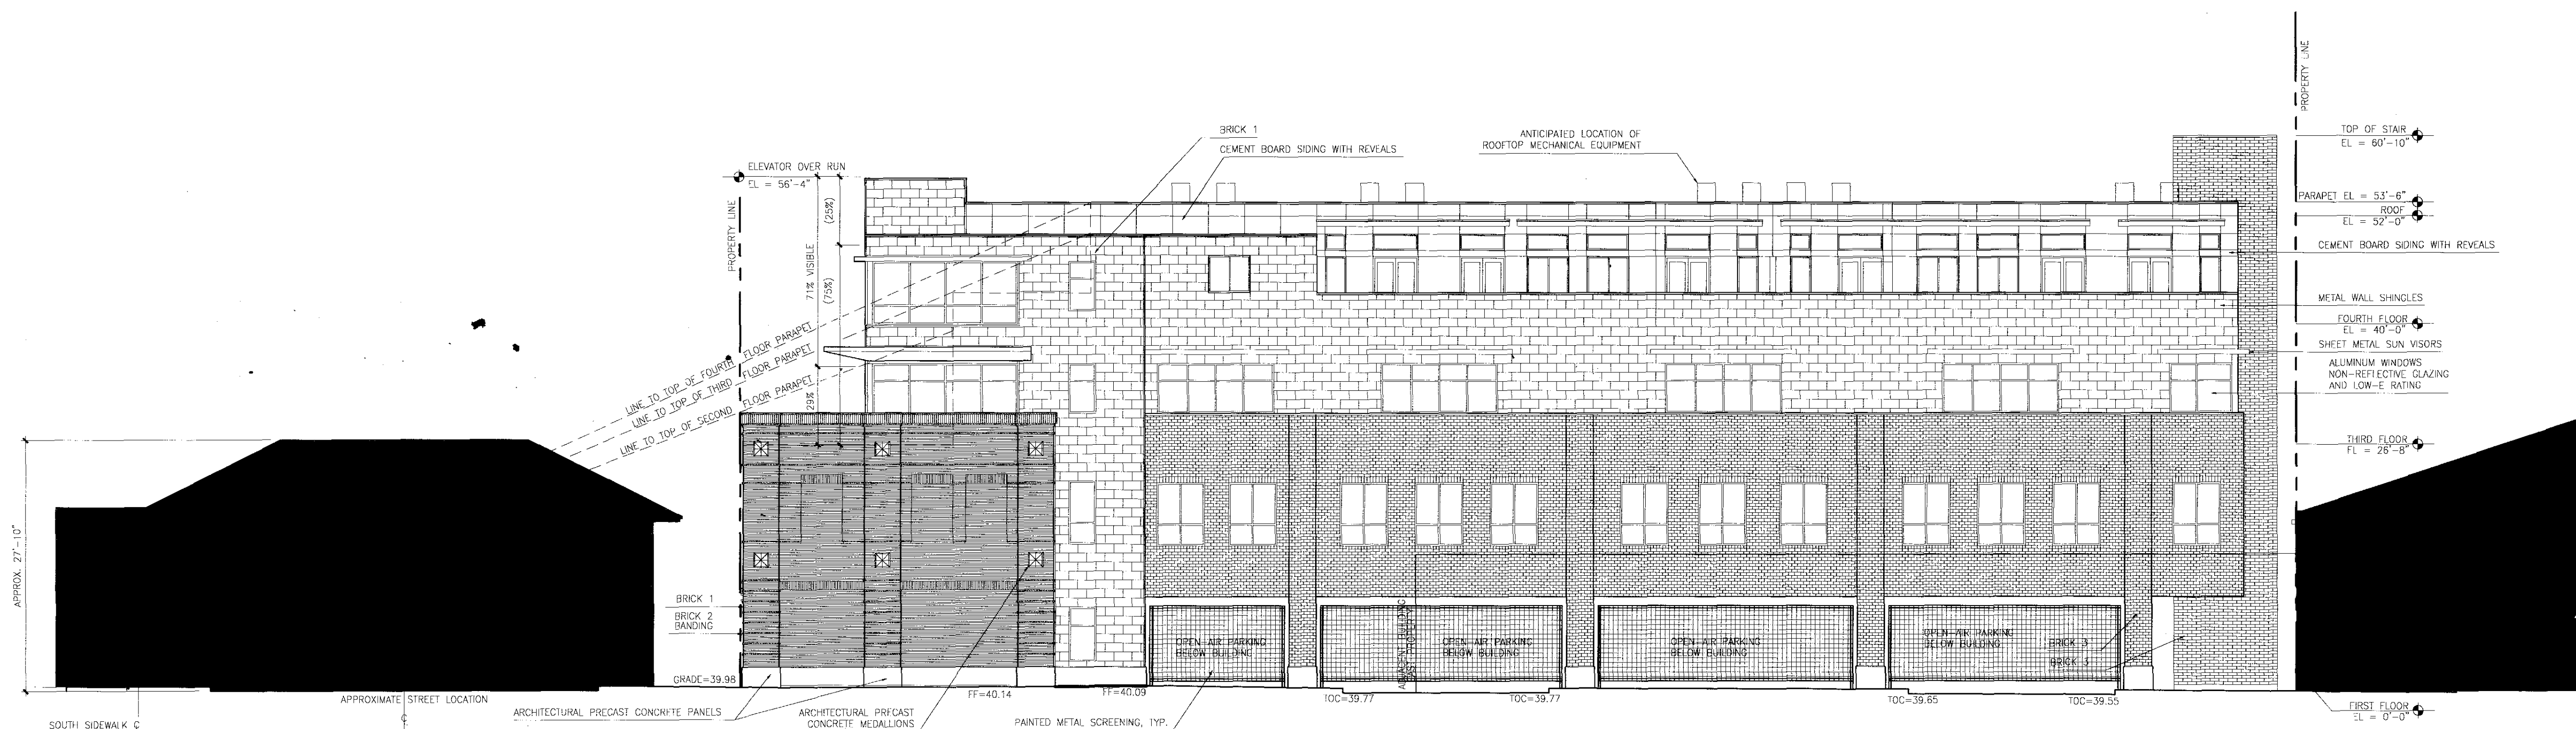 PROPERTY LINE
BRICK 1
CEMENT BOARD SIDING WITH REVEALS
ANTICIPATED LOCATION OF
ROOFTOP MECHANICAL EQUIPMENT
TOP OF STAIR
EL = 60'-10"
ELEVATOR OVER RUN
EL = 56'-4"
PROPERTY LINE
(25%)
71% VISIBLE
(75%)
29%
PARAPET EL = 53'-6"
ROOF
EL = 52'-0"
CEMENT BOARD SIDING WITH REVEALS
METAL WALL SHINGLES
FOURTH FLOOR
EL = 40'-0"
SHEET METAL SUN VISORS
ALUMINUM WINDOWS
NON-REFLECTIVE GLAZING
AND LOW-E RATING
LINE TO TOP OF FOURTH FLOOR PARAPET
LINE TO TOP OF THIRD FLOOR PARAPET
LINE TO TOP OF SECOND FLOOR PARAPET
THIRD FLOOR
EL = 26'-8"
APPROX. 27'-10"
BRICK 1
BRICK 2
BANDING
OPEN-AIR PARKING
BELOW BUILDING
ADJACENT BUILDING
EAST PROPERTY
OPEN-AIR PARKING
BELOW BUILDING
OPEN-AIR PARKING
BELOW BUILDING
OPEN-AIR PARKING
BELOW BUILDING
BRICK 3
BRICK 3
GRADE=39.98
FF=40.14
FF=40.09
TOC=39.77
TOC=39.77
TOC=39.65
TOC=39.55
APPROXIMATE STREET LOCATION
℄
SOUTH SIDEWALK ℄
ARCHITECTURAL PRECAST CONCRETE PANELS
ARCHITECTURAL PRECAST
CONCRETE MEDALLIONS
PAINTED METAL SCREENING, TYP.
FIRST FLOOR
EL = 0'-0"